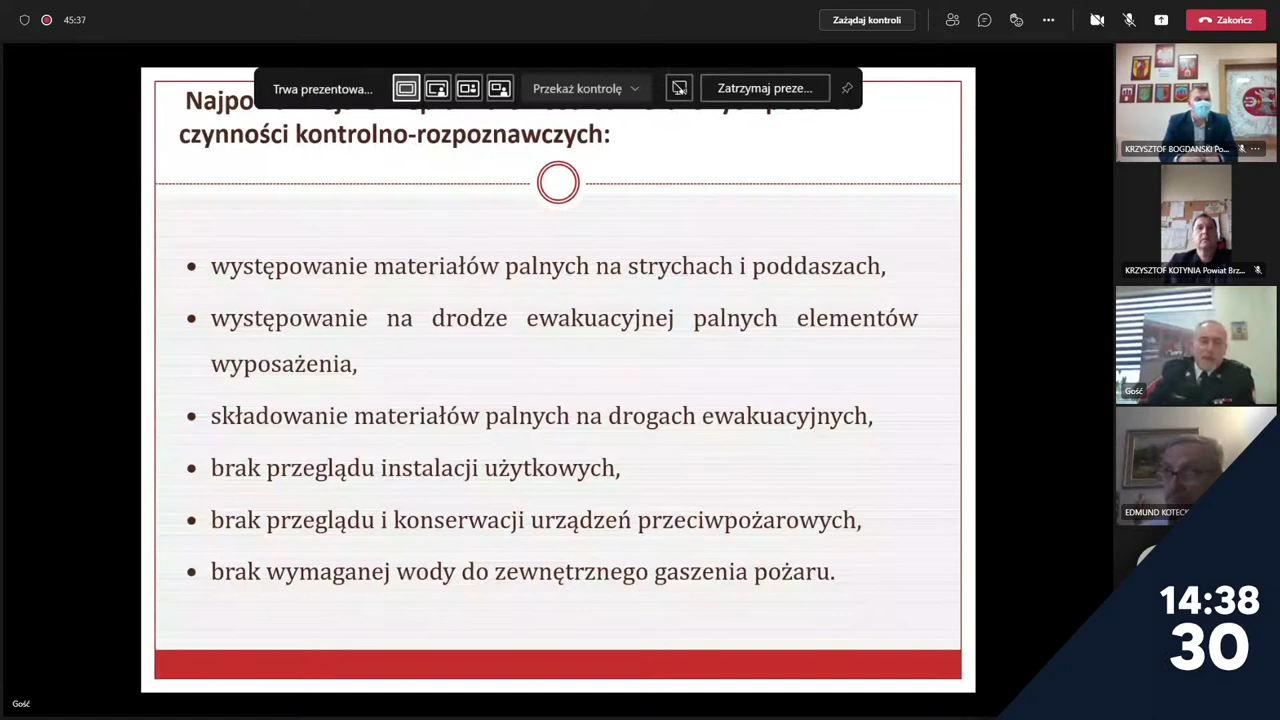 45:37
Zażądaj kontroli
Zakończ
Trwa prezentowa...
Przekaż kontrolę
Zatrzymaj preze...
czynności kontrolno-rozpoznawczych:
• występowanie materiałów palnych na strychach i poddaszach,
• występowanie na drodze ewakuacyjnej palnych elementów
wyposażenia,
• składowanie materiałów palnych na drogach ewakuacyjnych,
• brak przeglądu instalacji użytkowych,
• brak przeglądu i konserwacji urządzeń przeciwpożarowych,
• brak wymaganej wody do zewnętrznego gaszenia pożaru.
KRZYSZTOF BOGDANSKI Po...
KRZYSZTOF KOTYNIA Powiat Brz...
Gość
EDMUND KOTECK
14:38
30
Gość